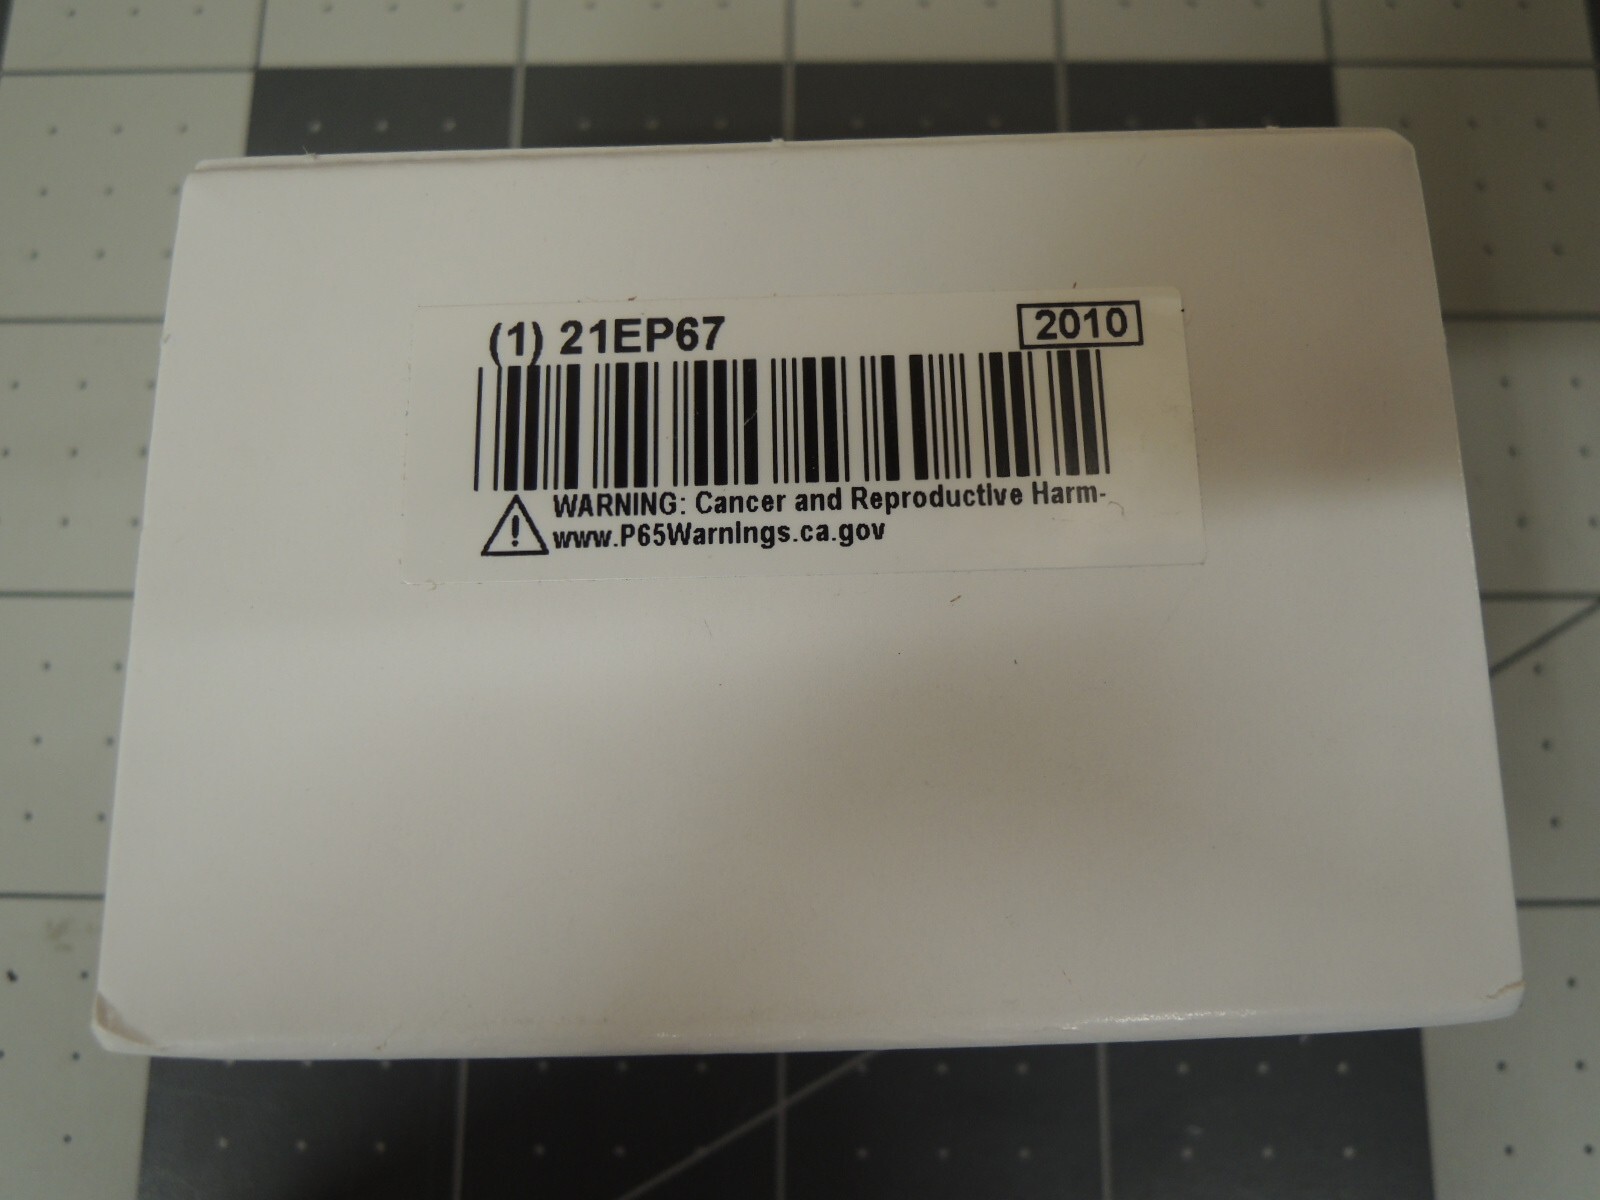 (1) 21EP67 2010
WARNING: Cancer and Reproductive Harm-
www.P65Warnings.ca.gov